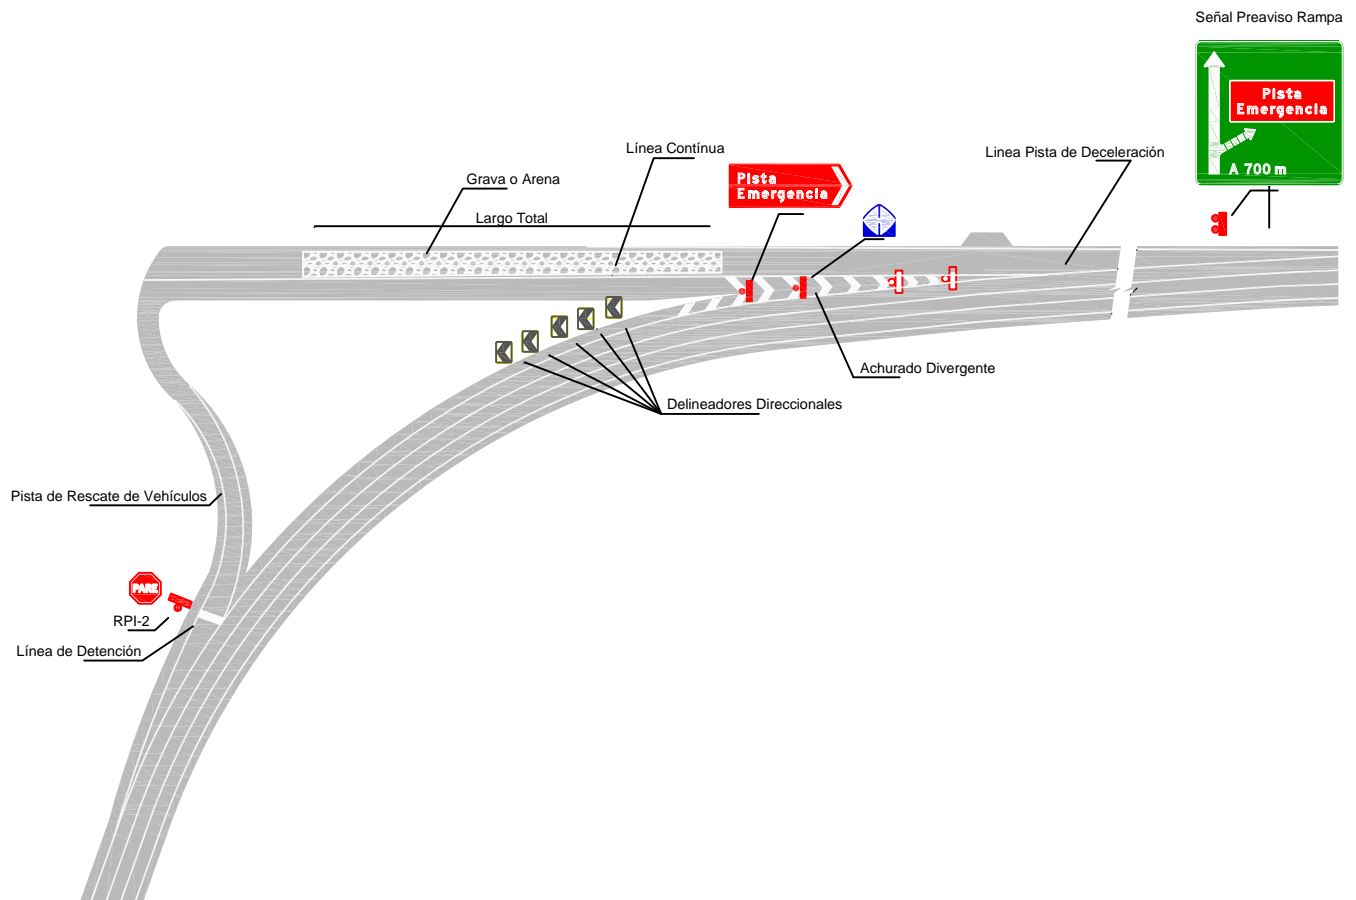 Señal Preaviso Rampa
Pista
Emergencia
A 700 m
Línea Contínua
Linea Pista de Deceleración
Grava o Arena
Pista
Emergencia
Largo Total
Achurado Divergente
Delineadores Direccionales
Pista de Rescate de Vehículos
PARE
RPI-2
Línea de Detención